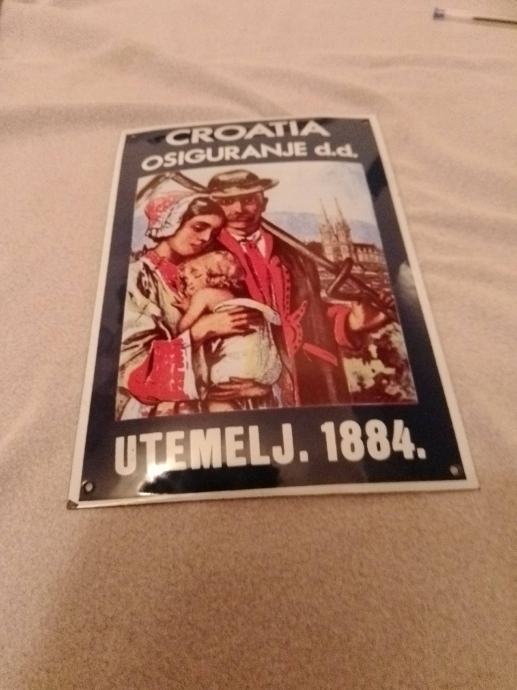 CROATIA
OSIGURANJE d.d.
UTEMELJ. 1884.